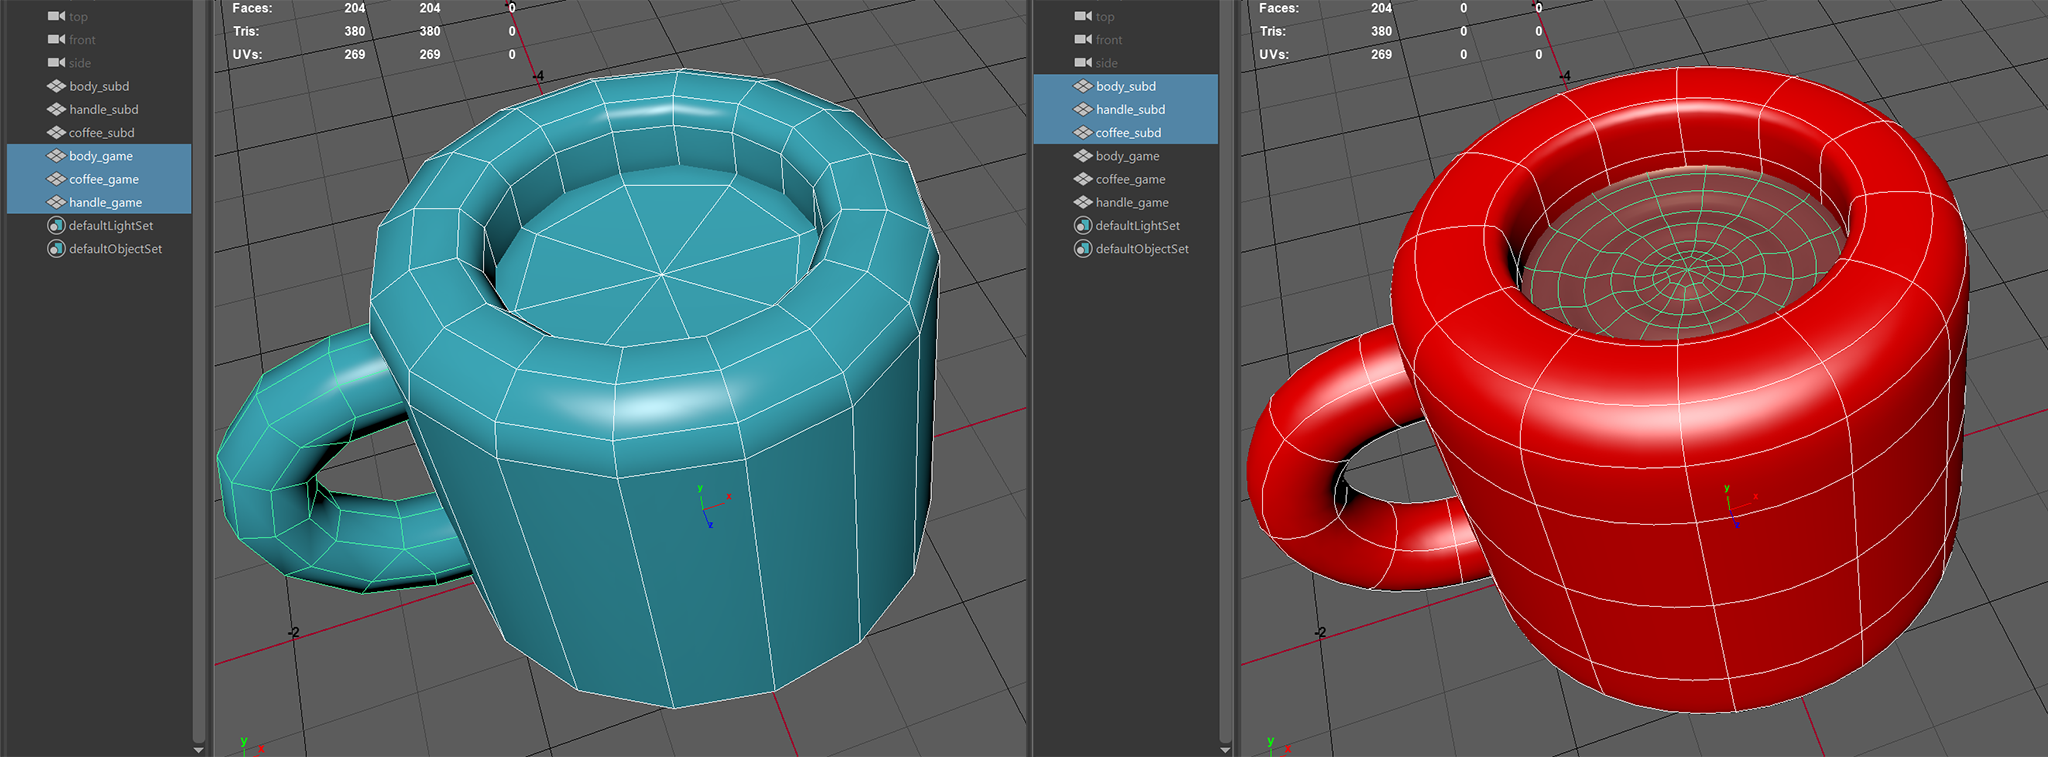 top
front
side
body_subd
handle_subd
coffee_subd
body_game
coffee_game
handle_game
defaultLightSet
defaultObjectSet
Faces: 204 204 0
Tris: 380 380 0
UVs: 269 269 0
-4
-2
y
x
z
y
x
top
front
side
body_subd
handle_subd
coffee_subd
body_game
coffee_game
handle_game
defaultLightSet
defaultObjectSet
Faces: 204 0 0
Tris: 380 0 0
UVs: 269 0 0
-4
-2
y
x
z
y
x